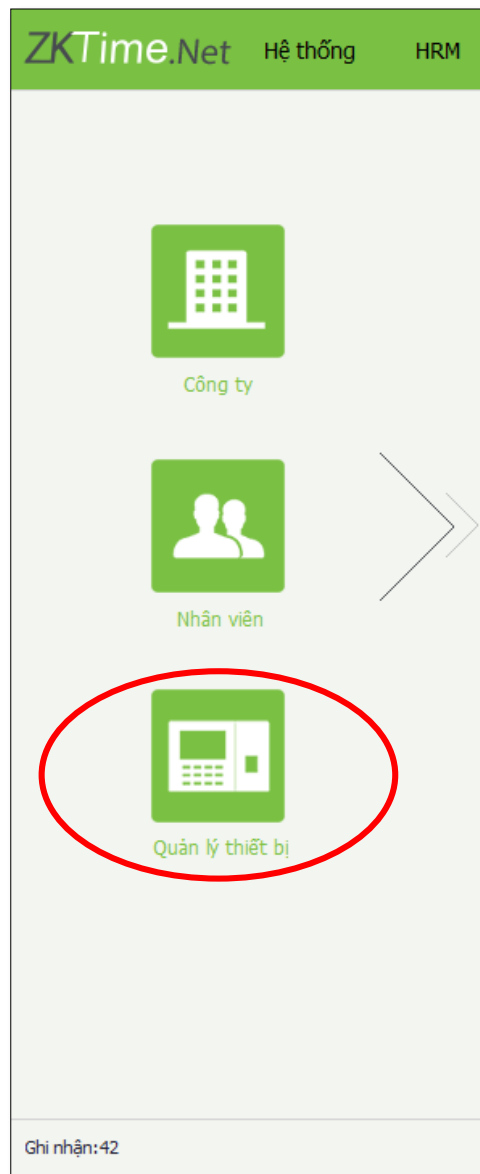 ZKTime.Net Hệ thống HRM
Công ty
Nhân viên
Quản lý thiết bị
Ghi nhận:42